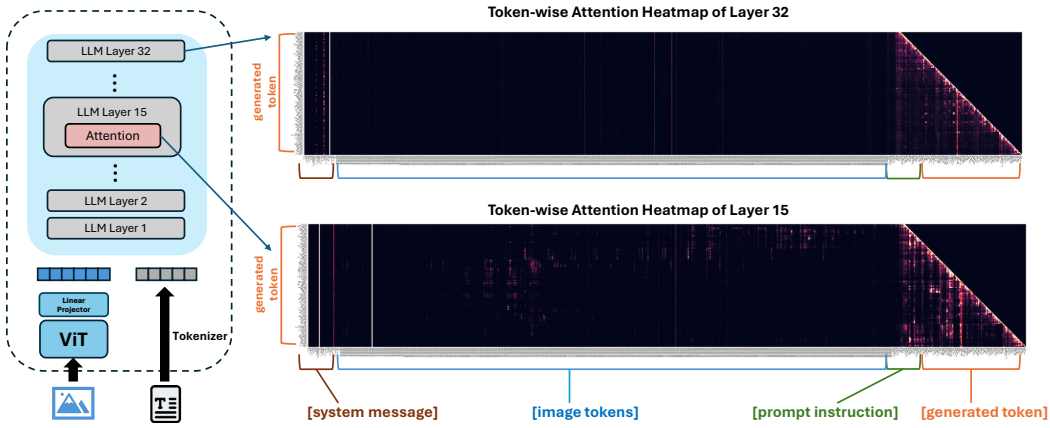 Token-wise Attention Heatmap of Layer 32
LLM Layer 32
LLM Layer 15
Attention
LLM Layer 2
LLM Layer 1
Linear
Projector
ViT
Tokenizer
generated
token
Token-wise Attention Heatmap of Layer 15
generated
token
[system message]
[image tokens]
[prompt instruction]
[generated token]